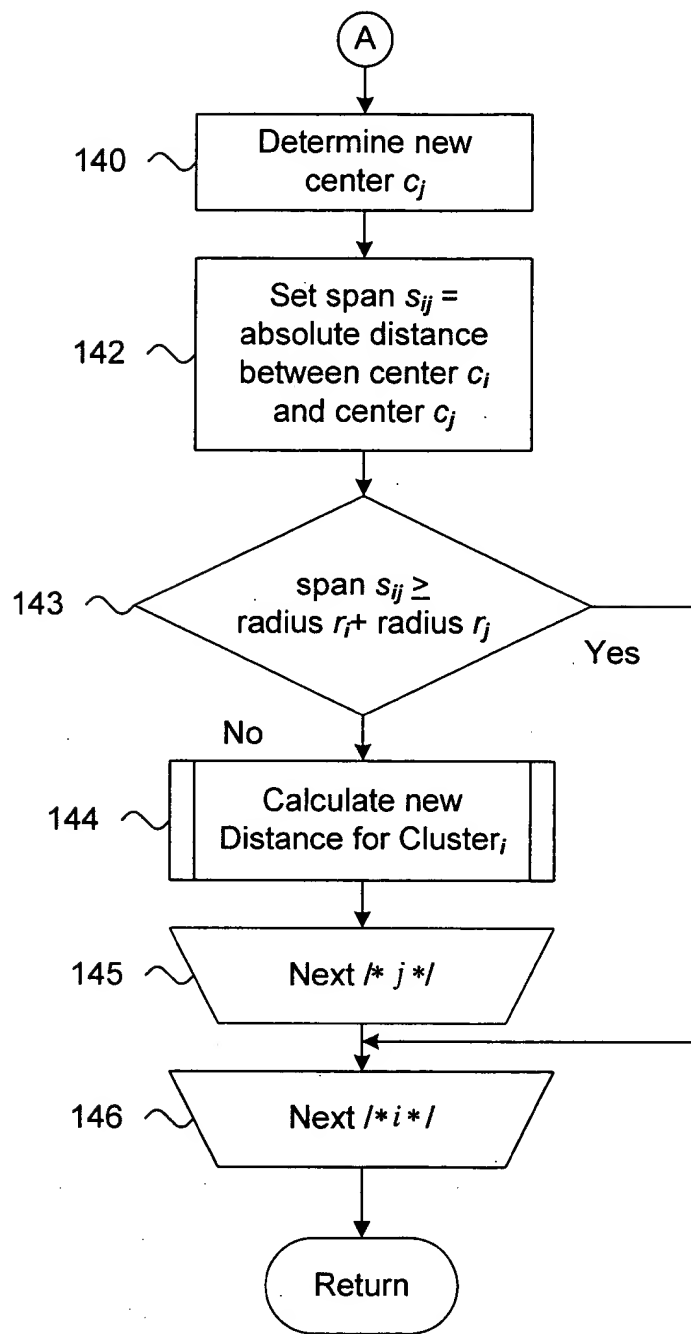 A
140
Determine new
center cj
142
Set span sij =
absolute distance
between center ci
and center cj
143
span sij ≥
radius ri+ radius rj
Yes
No
144
Calculate new
Distance for Clusteri
145
Next /* j */
146
Next /* i */
Return